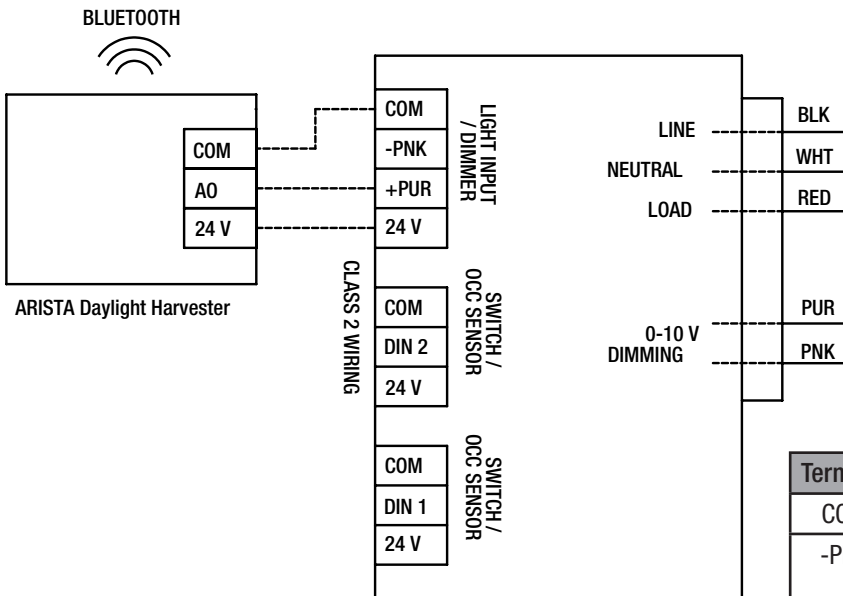 BLUETOOTH
COM
AO
24 V
ARISTA Daylight Harvester
COM
-PNK
+PUR
24 V
LIGHT INPUT
/ DIMMER
CLASS 2 WIRING
COM
DIN 2
24 V
SWITCH /
OCC SENSOR
COM
DIN 1
24 V
SWITCH /
OCC SENSOR
LINE
NEUTRAL
LOAD
0-10 V
DIMMING
BLK
WHT
RED
PUR
PNK